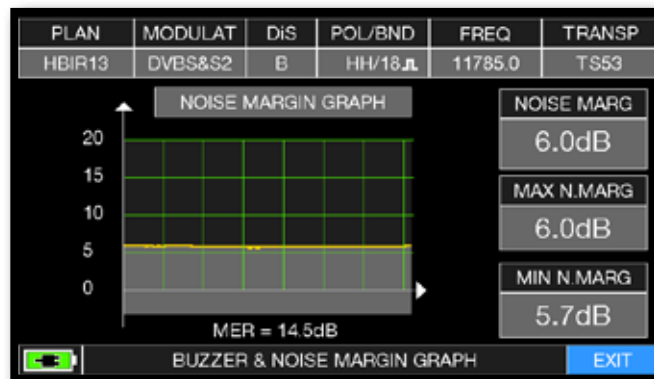 PLAN MODULAT DiS POL/BND FREQ TRANSP
HBIR13 DVBS&S2 B HH/18 11785.0 TS53
NOISE MARGIN GRAPH
NOISE MARG
6.0dB
20
15
10
5
0
MAX N.MARG
6.0dB
MIN N.MARG
5.7dB
MER = 14.5dB
BUZZER & NOISE MARGIN GRAPH EXIT